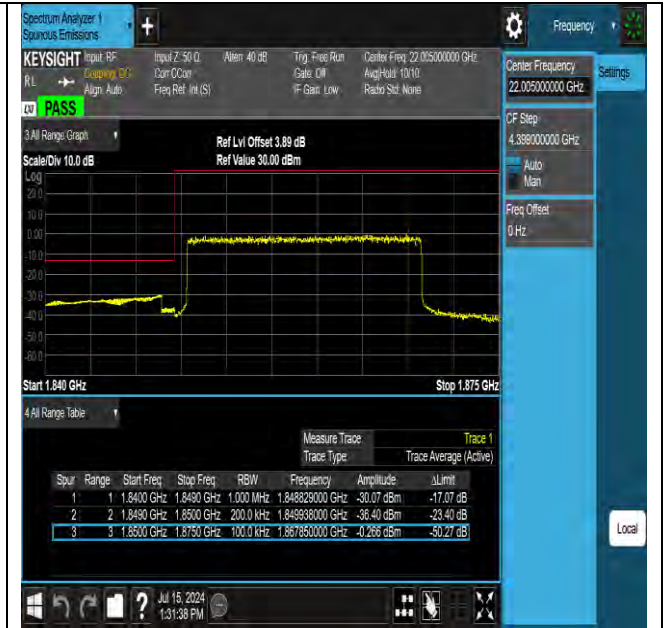 Spectrum Analyzer 1
Spurious Emissions
+
Frequency
KEYSIGHT Input: RF Input Z: 50 Ω Atten: 40 dB Trig: Free Run Center Freq: 22.005000000 GHz
RL Coupling: DC Corr CCorr Gate: Off Avg|Hold: 10/10
Align: Auto Freq Ref: Int (S) IF Gain: Low Radio Std: None
LXI PASS
3 All Range Graph
Ref Lvl Offset 3.89 dB
Scale/Div 10.0 dB Ref Value 30.00 dBm
Log
20.0
10.0
0.00
-10.0
-20.0
-30.0
-40.0
-50.0
-60.0
Start 1.840 GHz Stop 1.875 GHz
4 All Range Table
Measure Trace Trace 1
Trace Type Trace Average (Active)
Spur Range Start Freq Stop Freq RBW Frequency Amplitude ΔLimit
1 1 1.8400 GHz 1.8490 GHz 1.000 MHz 1.848829000 GHz -30.07 dBm -17.07 dB
2 2 1.8490 GHz 1.8500 GHz 200.0 kHz 1.849938000 GHz -36.40 dBm -23.40 dB
3 3 1.8500 GHz 1.8750 GHz 100.0 kHz 1.867850000 GHz -0.266 dBm -50.27 dB
Center Frequency
22.005000000 GHz
Settings
CF Step
4.399000000 GHz
Auto
Man
Freq Offset
0 Hz
Local
?
Jul 15, 2024
1:31:38 PM